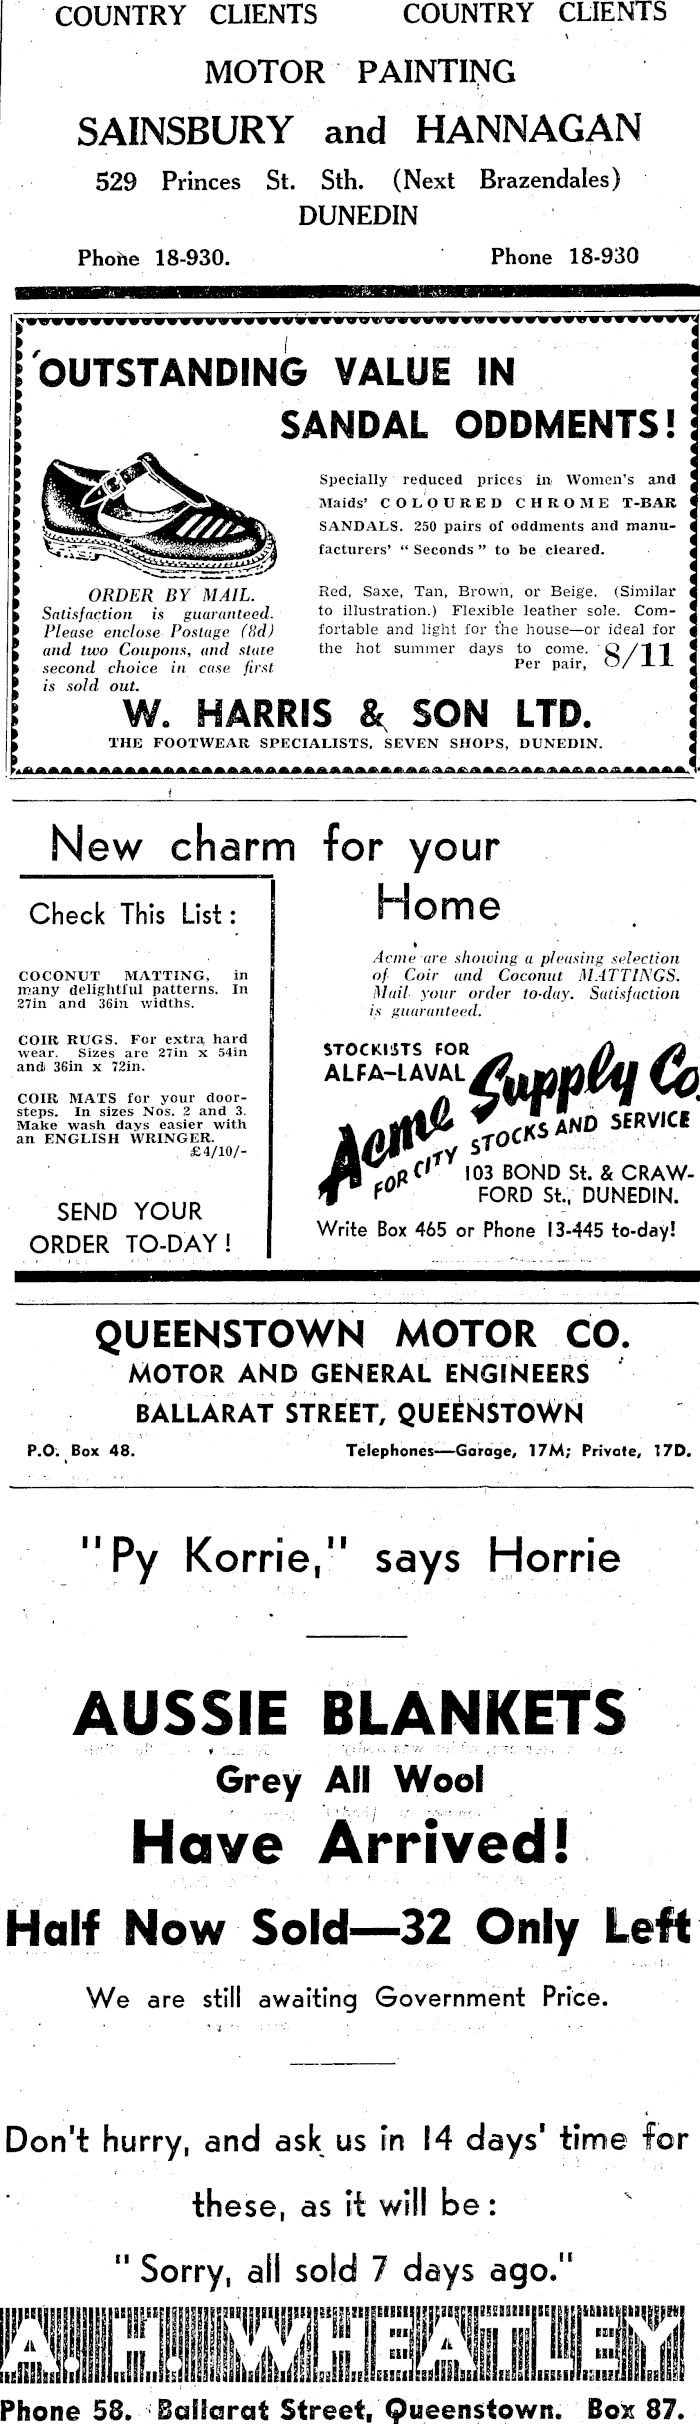 COUNTRY CLIENTS COUNTRY CLIENTS
MOTOR PAINTING
SAINSBURY and HANNAGAN
529 Princes St. Sth. (Next Brazendales)
DUNEDIN
Phone 18-930. Phone 18-930
OUTSTANDING VALUE IN
SANDAL ODDMENTS!
Specially reduced prices in Women's and
Maids' COLOURED CHROME T-BAR
SANDALS. 250 pairs of oddments and manu-
facturers' "Seconds" to be cleared.
Red, Saxe, Tan, Brown, or Beige. (Similar
to illustration.) Flexible leather sole. Com-
fortable and light for the house—or ideal for
the hot summer days to come.
Per pair, 8/11
ORDER BY MAIL.
Satisfaction is guaranteed.
Please enclose Postage (8d)
and two Coupons, and state
second choice in case first
is sold out.
W. HARRIS & SON LTD.
THE FOOTWEAR SPECIALISTS, SEVEN SHOPS, DUNEDIN.
New charm for your
Home
Check This List:
COCONUT MATTING, in
many delightful patterns. In
27in and 36in widths.
COIR RUGS. For extra hard
wear. Sizes are 27in x 54in
and 36in x 72in.
COIR MATS for your door-
steps. In sizes Nos. 2 and 3.
Make wash days easier with
an ENGLISH WRINGER.
£4/10/-
SEND YOUR
ORDER TO-DAY!
Acme are showing a pleasing selection
of Coir and Coconut MATTINGS.
Mail your order to-day. Satisfaction
is guaranteed.
STOCKISTS FOR
ALFA-LAVAL
Acme Supply Co.
FOR CITY STOCKS AND SERVICE
103 BOND St. & CRAW-
FORD St., DUNEDIN.
Write Box 465 or Phone 13-445 to-day!
QUEENSTOWN MOTOR CO.
MOTOR AND GENERAL ENGINEERS
BALLARAT STREET, QUEENSTOWN
P.O. Box 48. Telephones—Garage, 17M; Private, 17D.
"Py Korrie," says Horrie
AUSSIE BLANKETS
Grey All Wool
Have Arrived!
Half Now Sold—32 Only Left
We are still awaiting Government Price.
Don't hurry, and ask us in 14 days' time for
these, as it will be:
"Sorry, all sold 7 days ago."
A. H. WHEATLEY
Phone 58. Ballarat Street, Queenstown. Box 87.